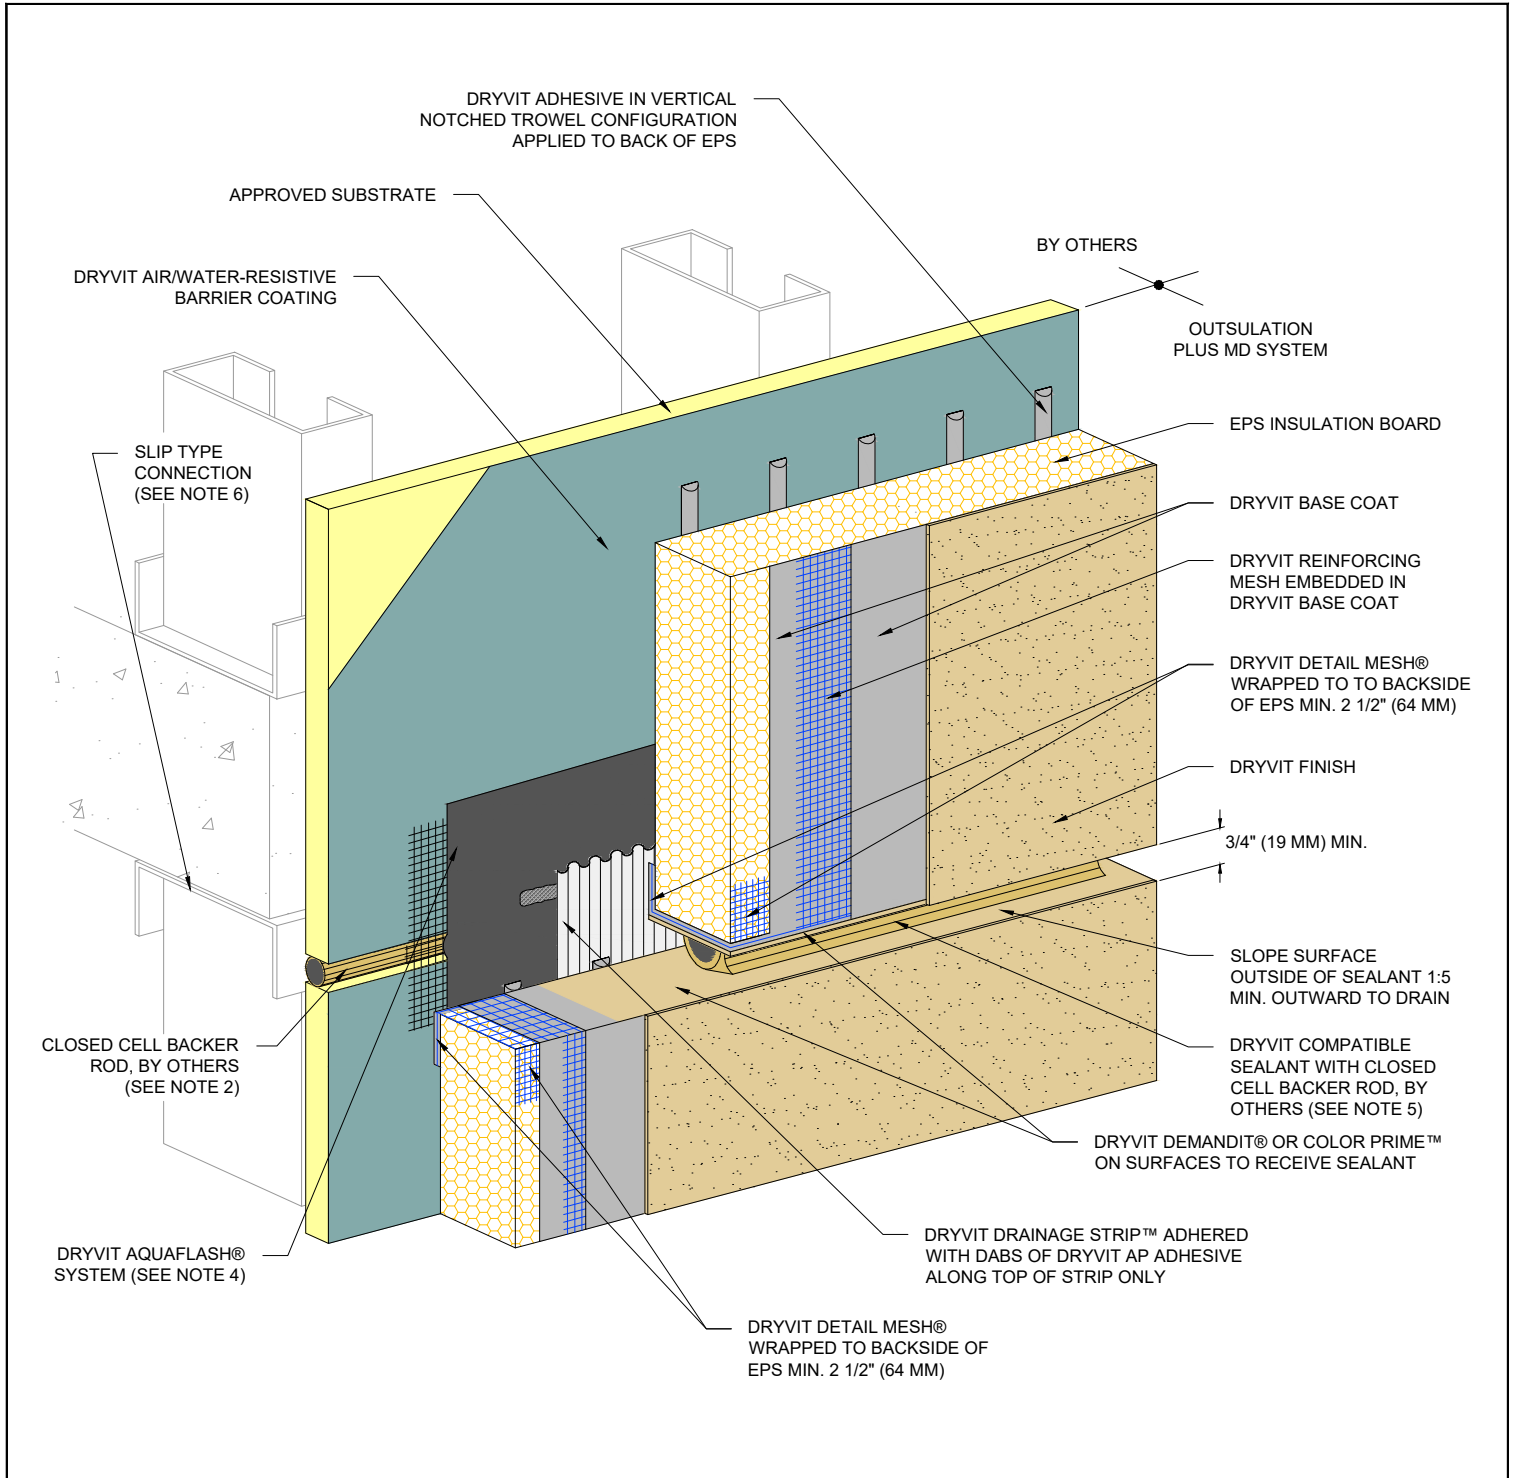 DRYVIT ADHESIVE IN VERTICAL
NOTCHED TROWEL CONFIGURATION
APPLIED TO BACK OF EPS
APPROVED SUBSTRATE
DRYVIT AIR/WATER-RESISTIVE
BARRIER COATING
BY OTHERS
OUTSULATION
PLUS MD SYSTEM
SLIP TYPE
CONNECTION
(SEE NOTE 6)
EPS INSULATION BOARD
DRYVIT BASE COAT
DRYVIT REINFORCING
MESH EMBEDDED IN
DRYVIT BASE COAT
DRYVIT DETAIL MESH®
WRAPPED TO TO BACKSIDE
OF EPS MIN. 2 1/2" (64 MM)
DRYVIT FINISH
3/4" (19 MM) MIN.
SLOPE SURFACE
OUTSIDE OF SEALANT 1:5
MIN. OUTWARD TO DRAIN
CLOSED CELL BACKER
ROD, BY OTHERS
(SEE NOTE 2)
DRYVIT COMPATIBLE
SEALANT WITH CLOSED
CELL BACKER ROD, BY
OTHERS (SEE NOTE 5)
DRYVIT DEMANDIT® OR COLOR PRIME™
ON SURFACES TO RECEIVE SEALANT
DRYVIT AQUAFLASH®
SYSTEM (SEE NOTE 4)
DRYVIT DRAINAGE STRIP™ ADHERED
WITH DABS OF DRYVIT AP ADHESIVE
ALONG TOP OF STRIP ONLY
DRYVIT DETAIL MESH®
WRAPPED TO BACKSIDE OF
EPS MIN. 2 1/2" (64 MM)